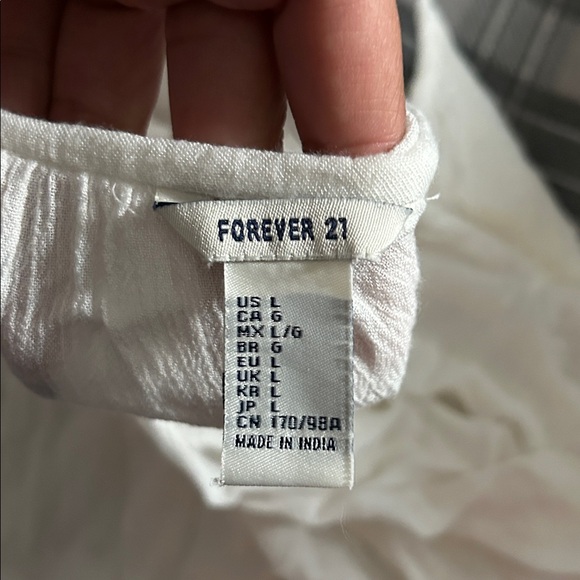 FOREVER 21
US L
CA G
MX L/G
BR G
EU L
UK L
KR L
JP L
CN 170/98A
MADE IN INDIA